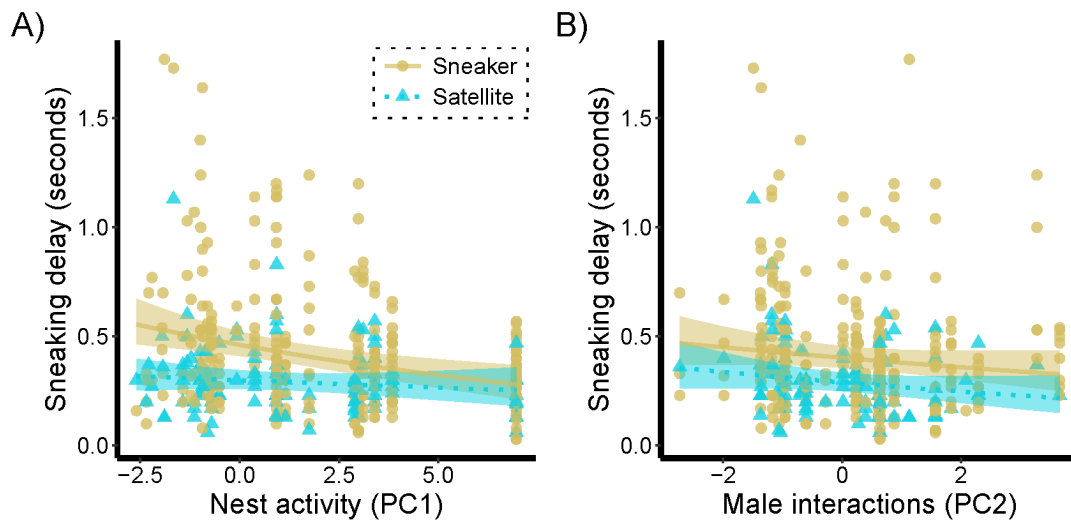 A)
B)
Sneaker
Satellite
Sneaking delay (seconds)
1.5
1.0
0.5
0.0
−2.5
0.0
2.5
5.0
Nest activity (PC1)
Sneaking delay (seconds)
1.5
1.0
0.5
0.0
−2
0
2
Male interactions (PC2)